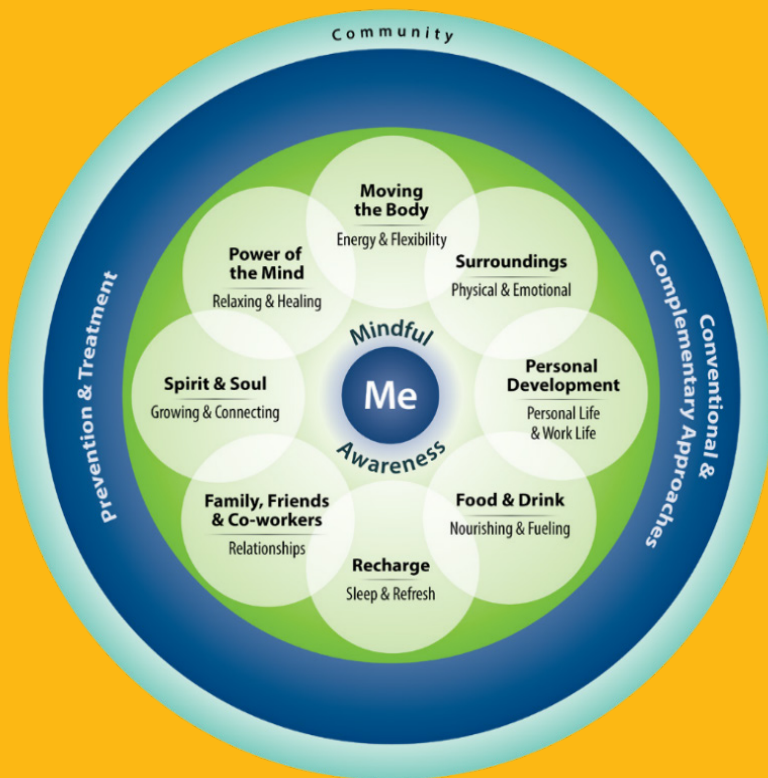 Community
Moving
the Body
Energy & Flexibility
Surroundings
Physical & Emotional
Personal
Development
Personal Life
& Work Life
Food & Drink
Nourishing & Fueling
Recharge
Sleep & Refresh
Family, Friends
& Co-workers
Relationships
Spirit & Soul
Growing & Connecting
Power of
the Mind
Relaxing & Healing
Mindful
Me
Awareness
Prevention & Treatment
Conventional &
Complementary Approaches